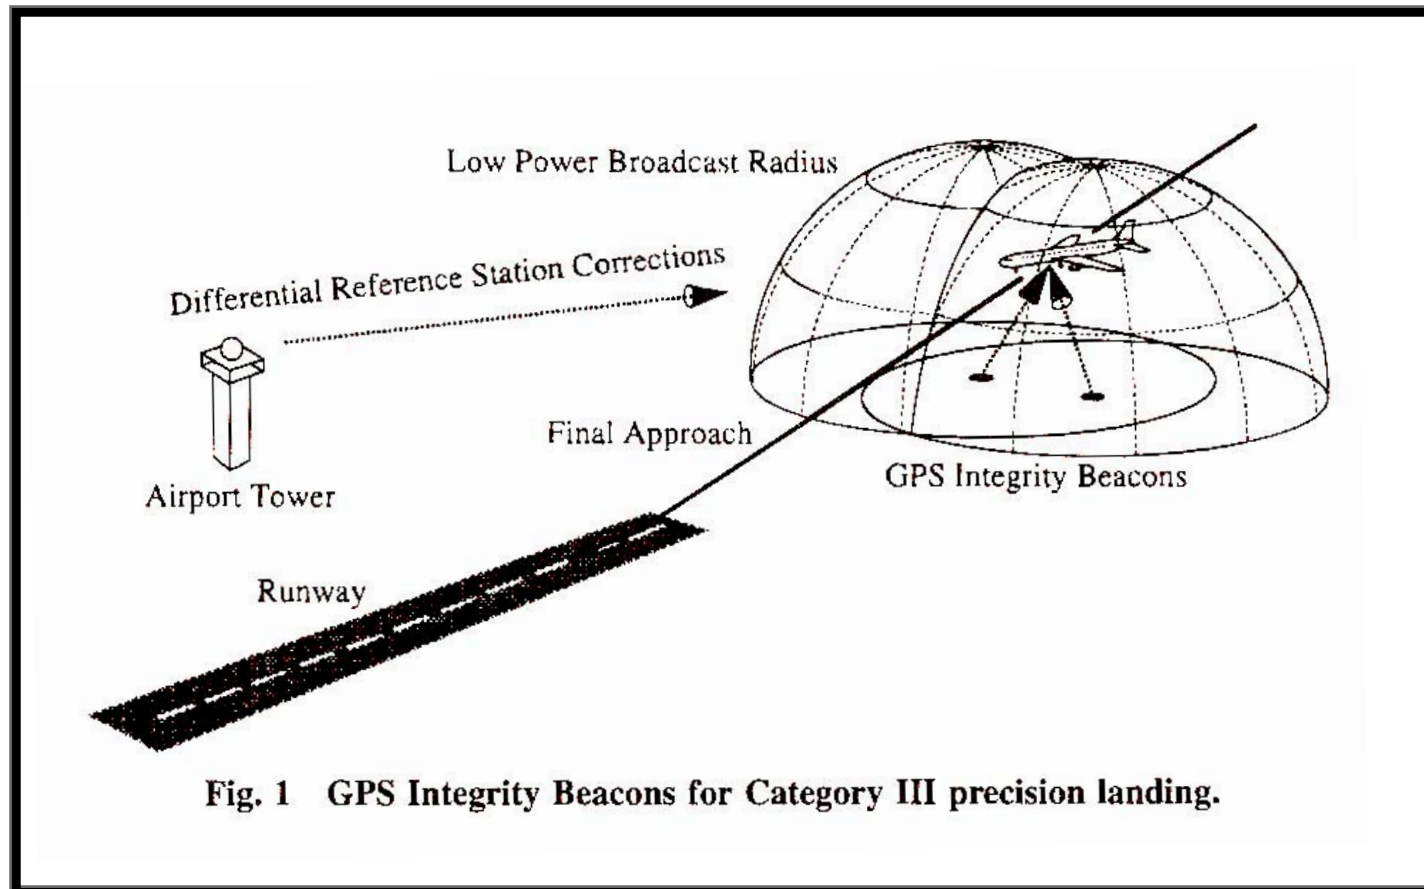 Low Power Broadcast Radius
Differential Reference Station Corrections
Final Approach
GPS Integrity Beacons
Airport Tower
Runway
Fig. 1 GPS Integrity Beacons for Category III precision landing.